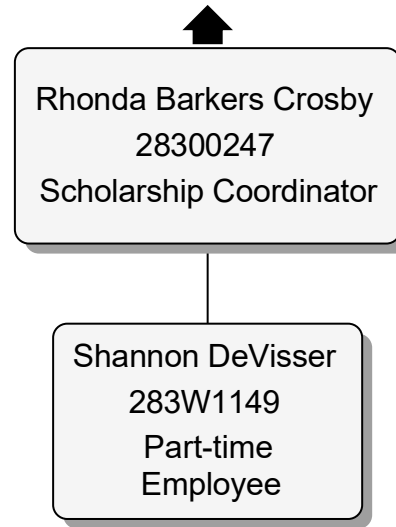 Rhonda Barkers Crosby
28300247
Scholarship Coordinator
Shannon DeVisser
283W1149
Part-time
Employee